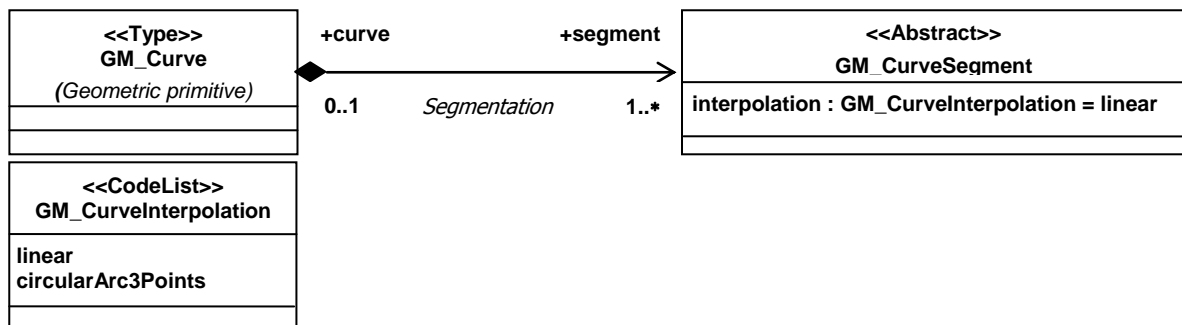 <<Type>>
GM_Curve
(Geometric primitive)
+curve
+segment
0..1
Segmentation
1..*
<<Abstract>>
GM_CurveSegment
interpolation : GM_CurveInterpolation = linear
<<CodeList>>
GM_CurveInterpolation
linear
circularArc3Points